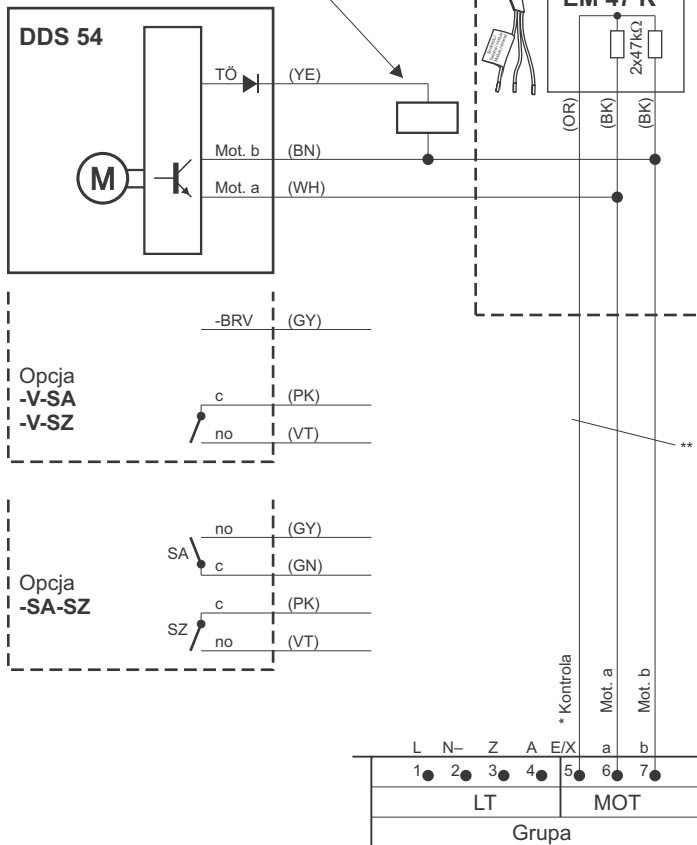 DDS 54
TÖ (YE)
M
Mot. b (BN)
Mot. a (WH)
EM 47 K
2x47kΩ
(OR) (BK) (BK)
-BRV (GY)
Opcja
-V-SA
-V-SZ
c (PK)
no (VT)
**
Opcja
-SA-SZ
SA
no (GY)
c (GN)
SZ
c (PK)
no (VT)
* Kontrola
Mot. a
Mot. b
L N– Z A E/X a b
1 2 3 4 5 6 7
LT MOT
Grupa